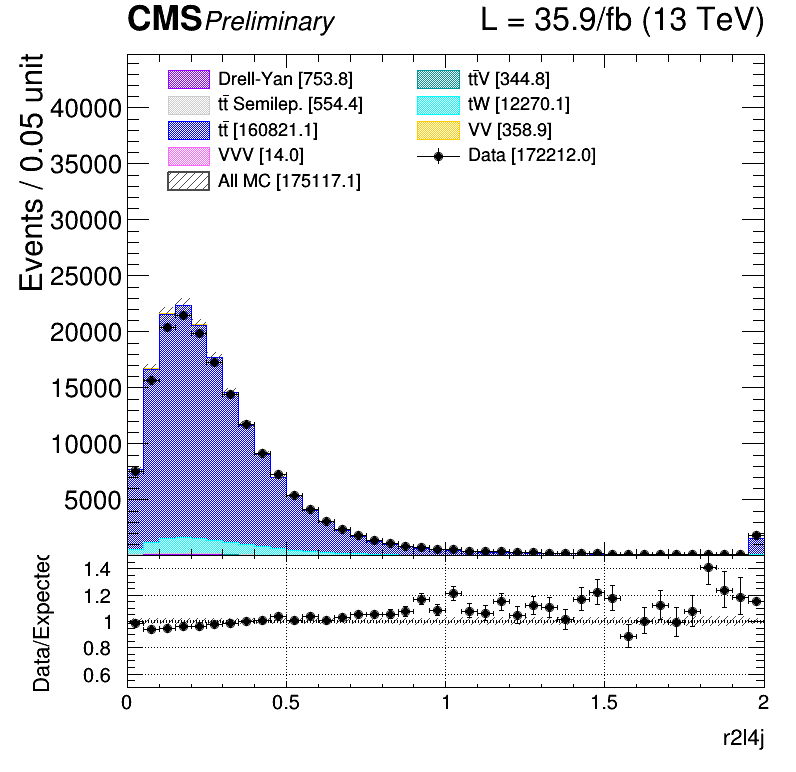 CMS Preliminary L = 35.9/fb (13 TeV)
Events / 0.05 unit
40000
35000
30000
25000
20000
15000
10000
5000
Drell-Yan [753.8]
tt̄ Semilep. [554.4]
tt̄ [160821.1]
VVV [14.0]
All MC [175117.1]
tt̄V [344.8]
tW [12270.1]
VV [358.9]
Data [172212.0]
Data/Expected
1.4
1.2
1
0.8
0.6
0 0.5 1 1.5 2
r2l4j